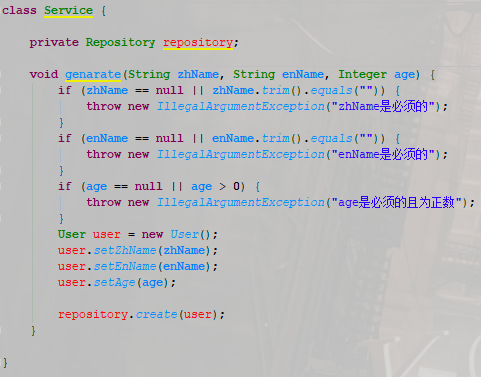 class Service {
private Repository repository;
void genarate(String zhName, String enName, Integer age) {
if (zhName == null || zhName.trim().equals("")) {
throw new IllegalArgumentException("zhName是必须的");
}
if (enName == null || enName.trim().equals("")) {
throw new IllegalArgumentException("enName是必须的");
}
if (age == null || age > 0) {
throw new IllegalArgumentException("age是必须的且为正数");
}
User user = new User();
user.setZhName(zhName);
user.setEnName(enName);
user.setAge(age);
repository.create(user);
}
}